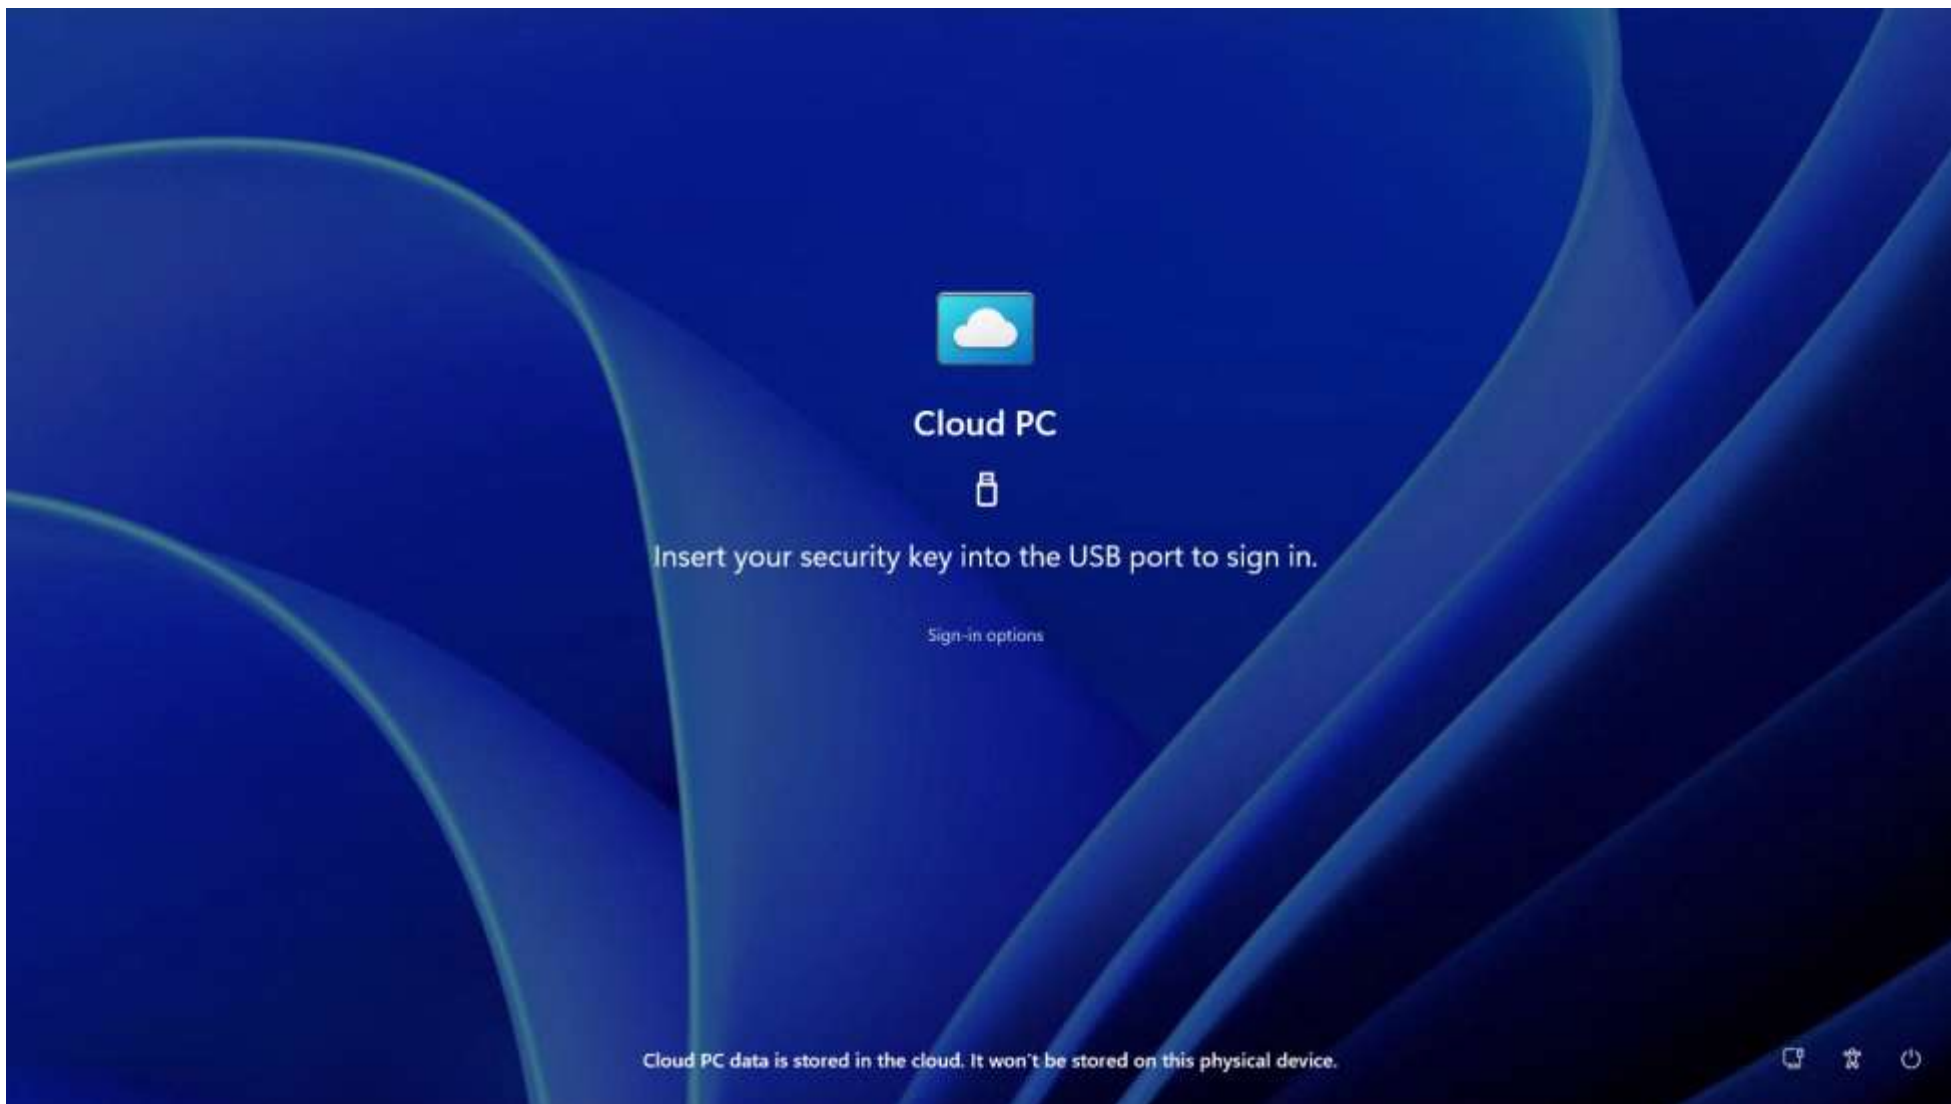 Cloud PC
Insert your security key into the USB port to sign in.
Sign-in options
Cloud PC data is stored in the cloud. It won't be stored on this physical device.